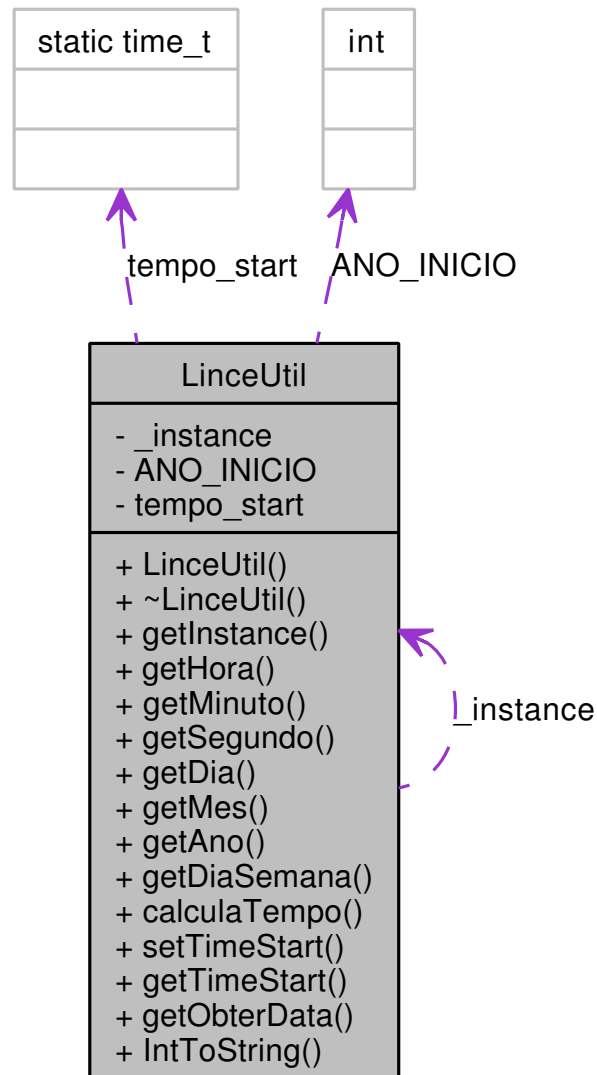 static time_t
int
tempo_start
ANO_INICIO
LinceUtil
- _instance
- ANO_INICIO
- tempo_start
+ LinceUtil()
+ ~LinceUtil()
+ getInstance()
+ getHora()
+ getMinuto()
+ getSegundo()
+ getDia()
+ getMes()
+ getAno()
+ getDiaSemana()
+ calculaTempo()
+ setTimeStart()
+ getTimeStart()
+ getObterData()
+ IntToString()
_instance